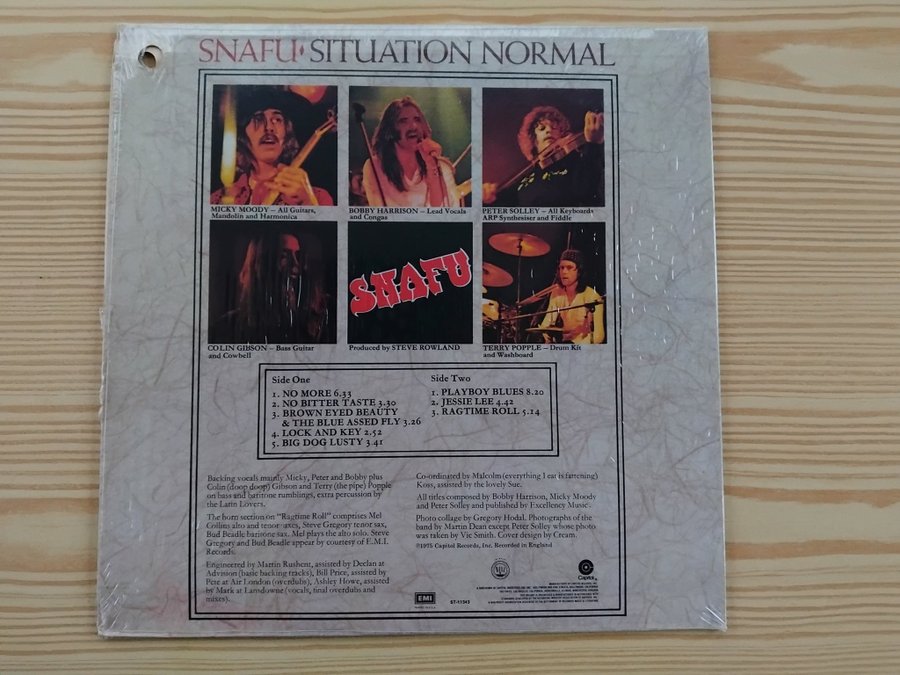 SNAFU · SITUATION NORMAL
MICKY MOODY – All Guitars,
Mandolin and Harmonica
BOBBY HARRISON – Lead Vocals
and Congas
PETER SOLLEY – All Keyboards
ARP Synthesiser and Fiddle
COLIN GIBSON – Bass Guitar
and Cowbell
SNAFU
Produced by STEVE ROWLAND
TERRY POPPLE – Drum Kit
and Washboard
Side One
1. NO MORE 6.33
2. NO BITTER TASTE 3.30
3. BROWN EYED BEAUTY
& THE BLUE ASSED FLY 3.26
4. LOCK AND KEY 2.52
5. BIG DOG LUSTY 3.41
Side Two
1. PLAYBOY BLUES 8.20
2. JESSIE LEE 4.42
3. RAGTIME ROLL 5.14
Backing vocals mainly Micky, Peter and Bobby plus
Colin (doop doop) Gibson and Terry (the pipe) Popple
on bass and baritone rumblings, extra percussion by
the Latin Lovers.
The horn section on "Ragtime Roll" comprises Mel
Collins alto and tenor saxes, Steve Gregory tenor sax,
Bud Beadle baritone sax. Mel plays the alto solo. Steve
Gregory and Bud Beadle appear by courtesy of E.M.I.
Records.
Engineered by Martin Rushent, assisted by Declan at
Advision (basic backing tracks), Bill Price, assisted by
Pete at Air London (overdubs), Ashley Howe, assisted
by Mark at Lansdowne (vocals, final overdubs and
mixes).
Co-ordinated by Malcolm (everything I eat is fattening)
Koss, assisted by the lovely Sue.
All titles composed by Bobby Harrison, Micky Moody
and Peter Solley and published by Excellency Music.
Photo collage by Gregory Hodal. Photographs of the
band by Martin Dean except Peter Solley whose photo
was taken by Vic Smith. Cover design by Cream.
©1975 Capitol Records, Inc. Recorded in England
EMI
ST-11343
Capitol